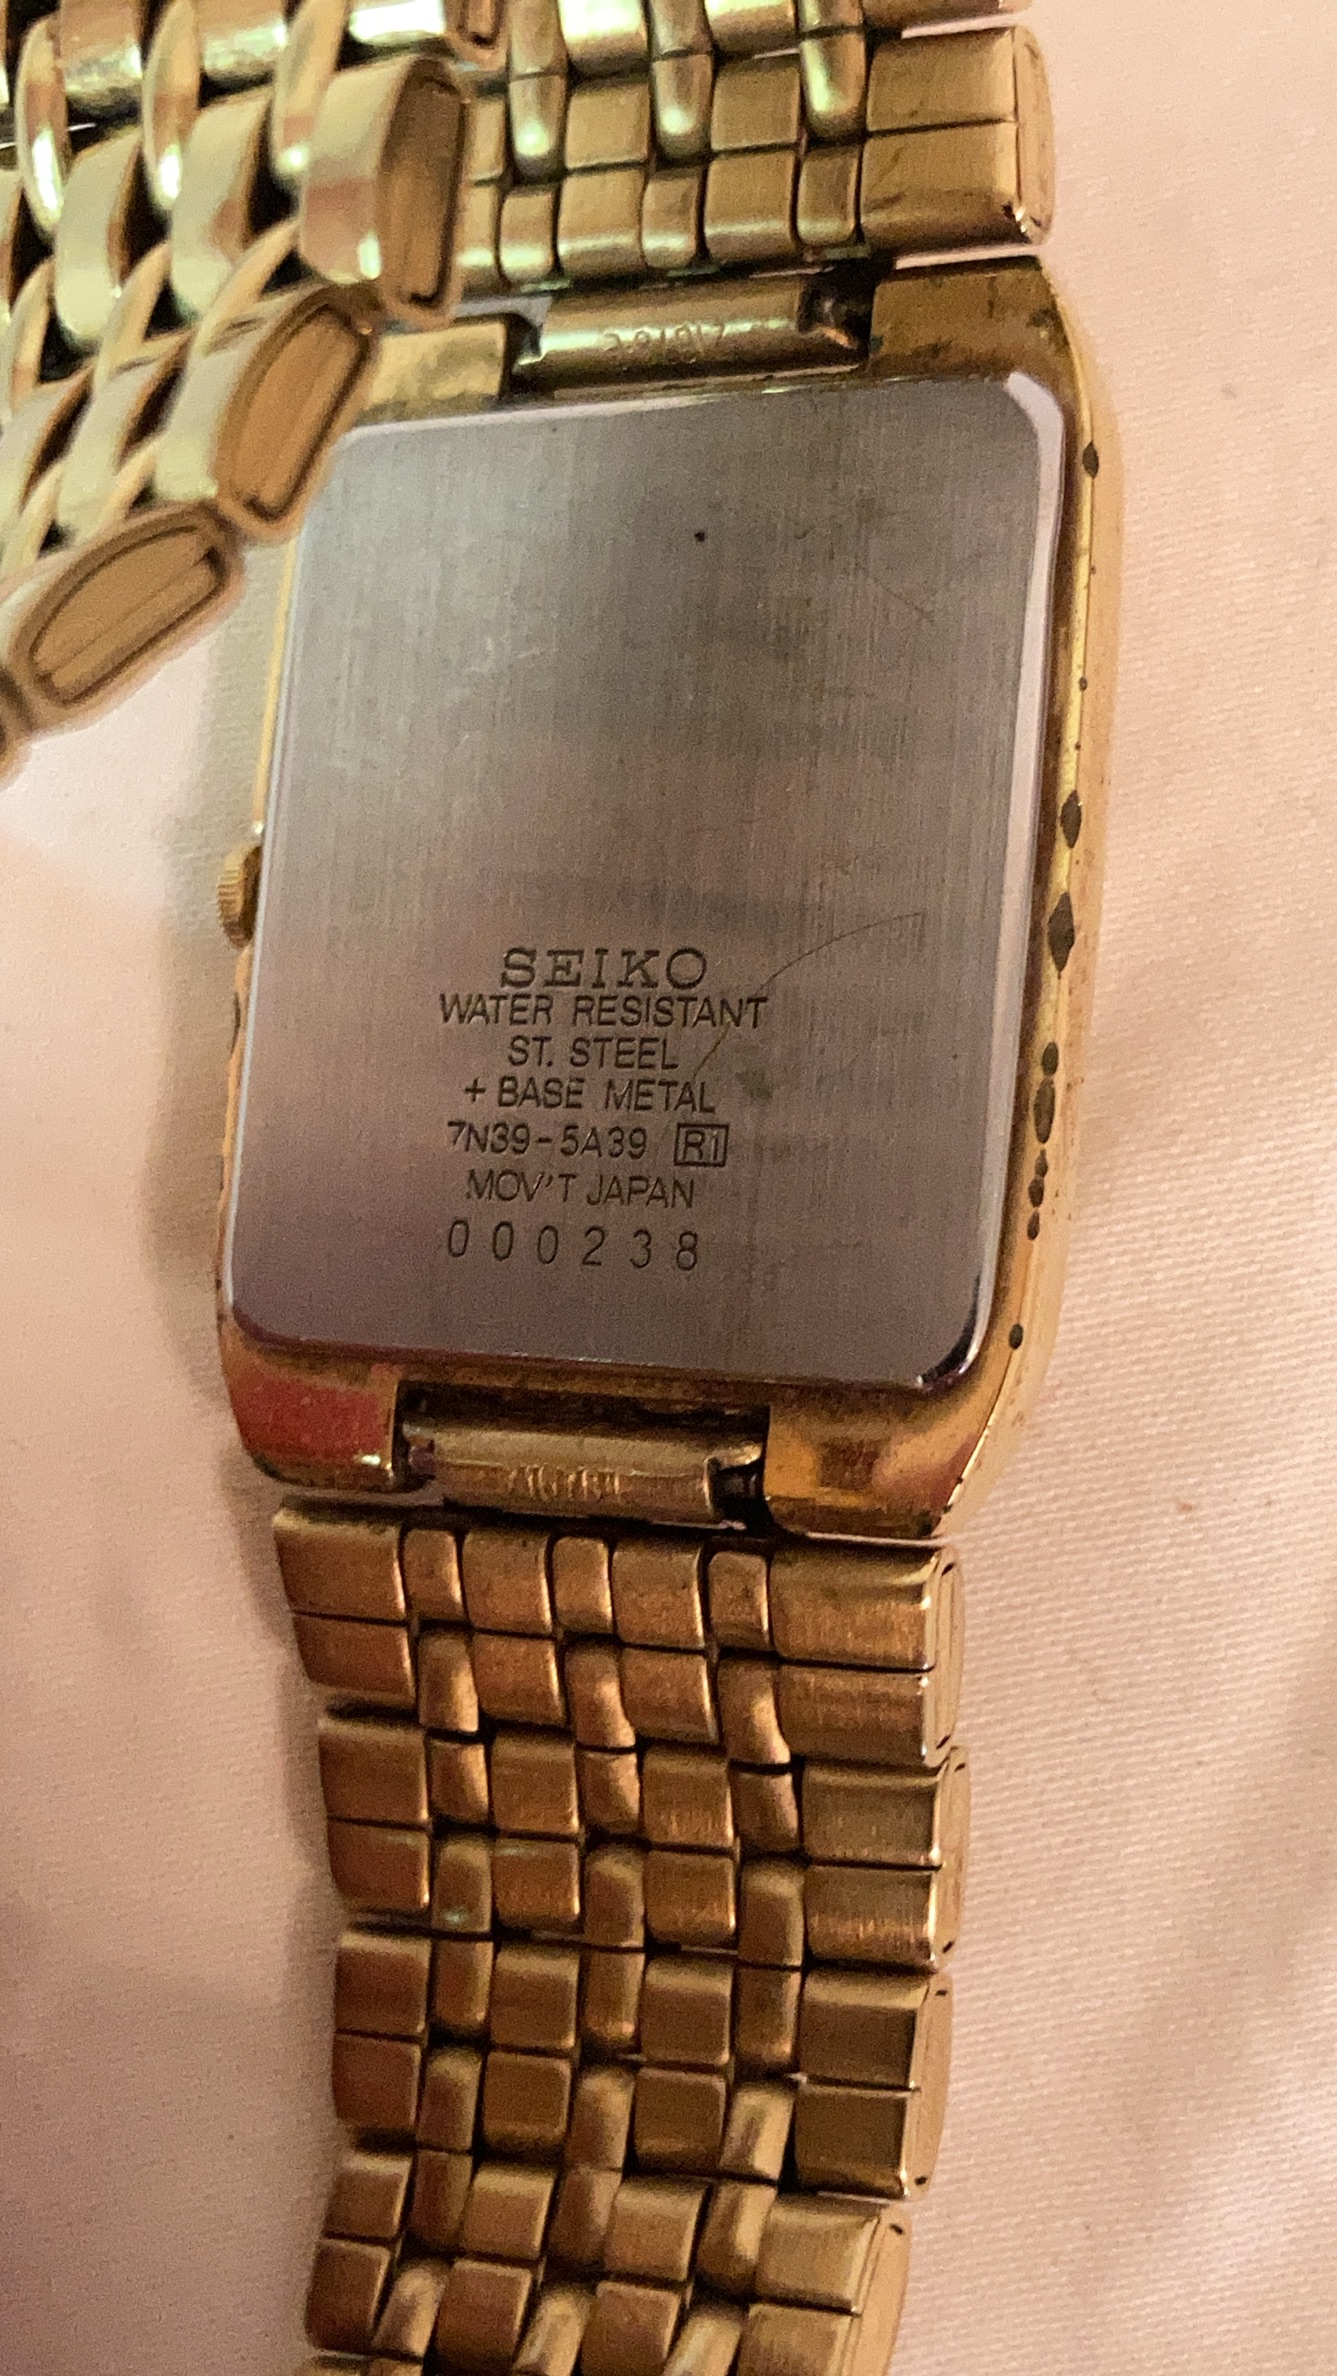 SEIKO
WATER RESISTANT
ST. STEEL
+ BASE METAL
7N39-5A39 R1
MOV'T JAPAN
000238